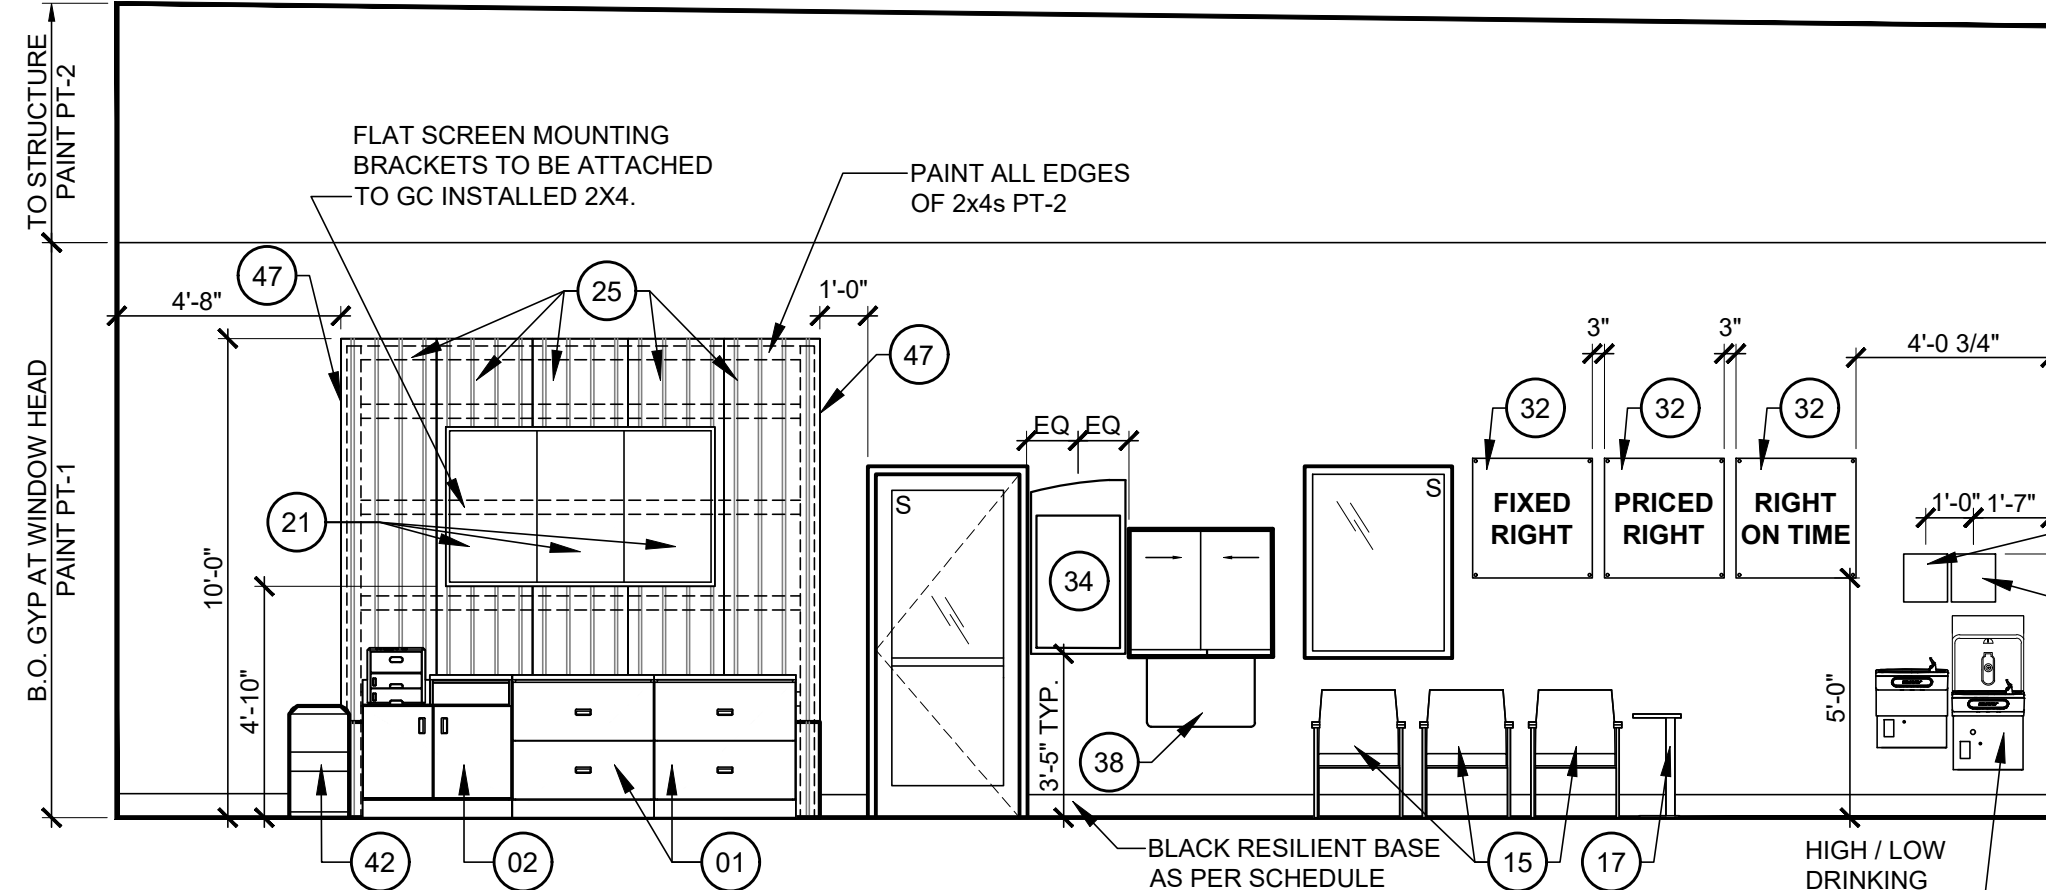 TO STRUCTURE
PAINT PT-2
FLAT SCREEN MOUNTING
BRACKETS TO BE ATTACHED
TO GC INSTALLED 2X4.
PAINT ALL EDGES
OF 2x4s PT-2
47
4'-8"
25
1'-0"
47
3"
3"
4'-0 3/4"
32
32
32
EQ
EQ
B.O. GYP AT WINDOW HEAD
PAINT PT-1
10'-0"
4'-10"
21
S
34
S
FIXED
RIGHT
PRICED
RIGHT
RIGHT
ON TIME
1'-0"
1'-7"
3'-5" TYP.
38
5'-0"
42
02
01
BLACK RESILIENT BASE
AS PER SCHEDULE
15
17
HIGH / LOW
DRINKING